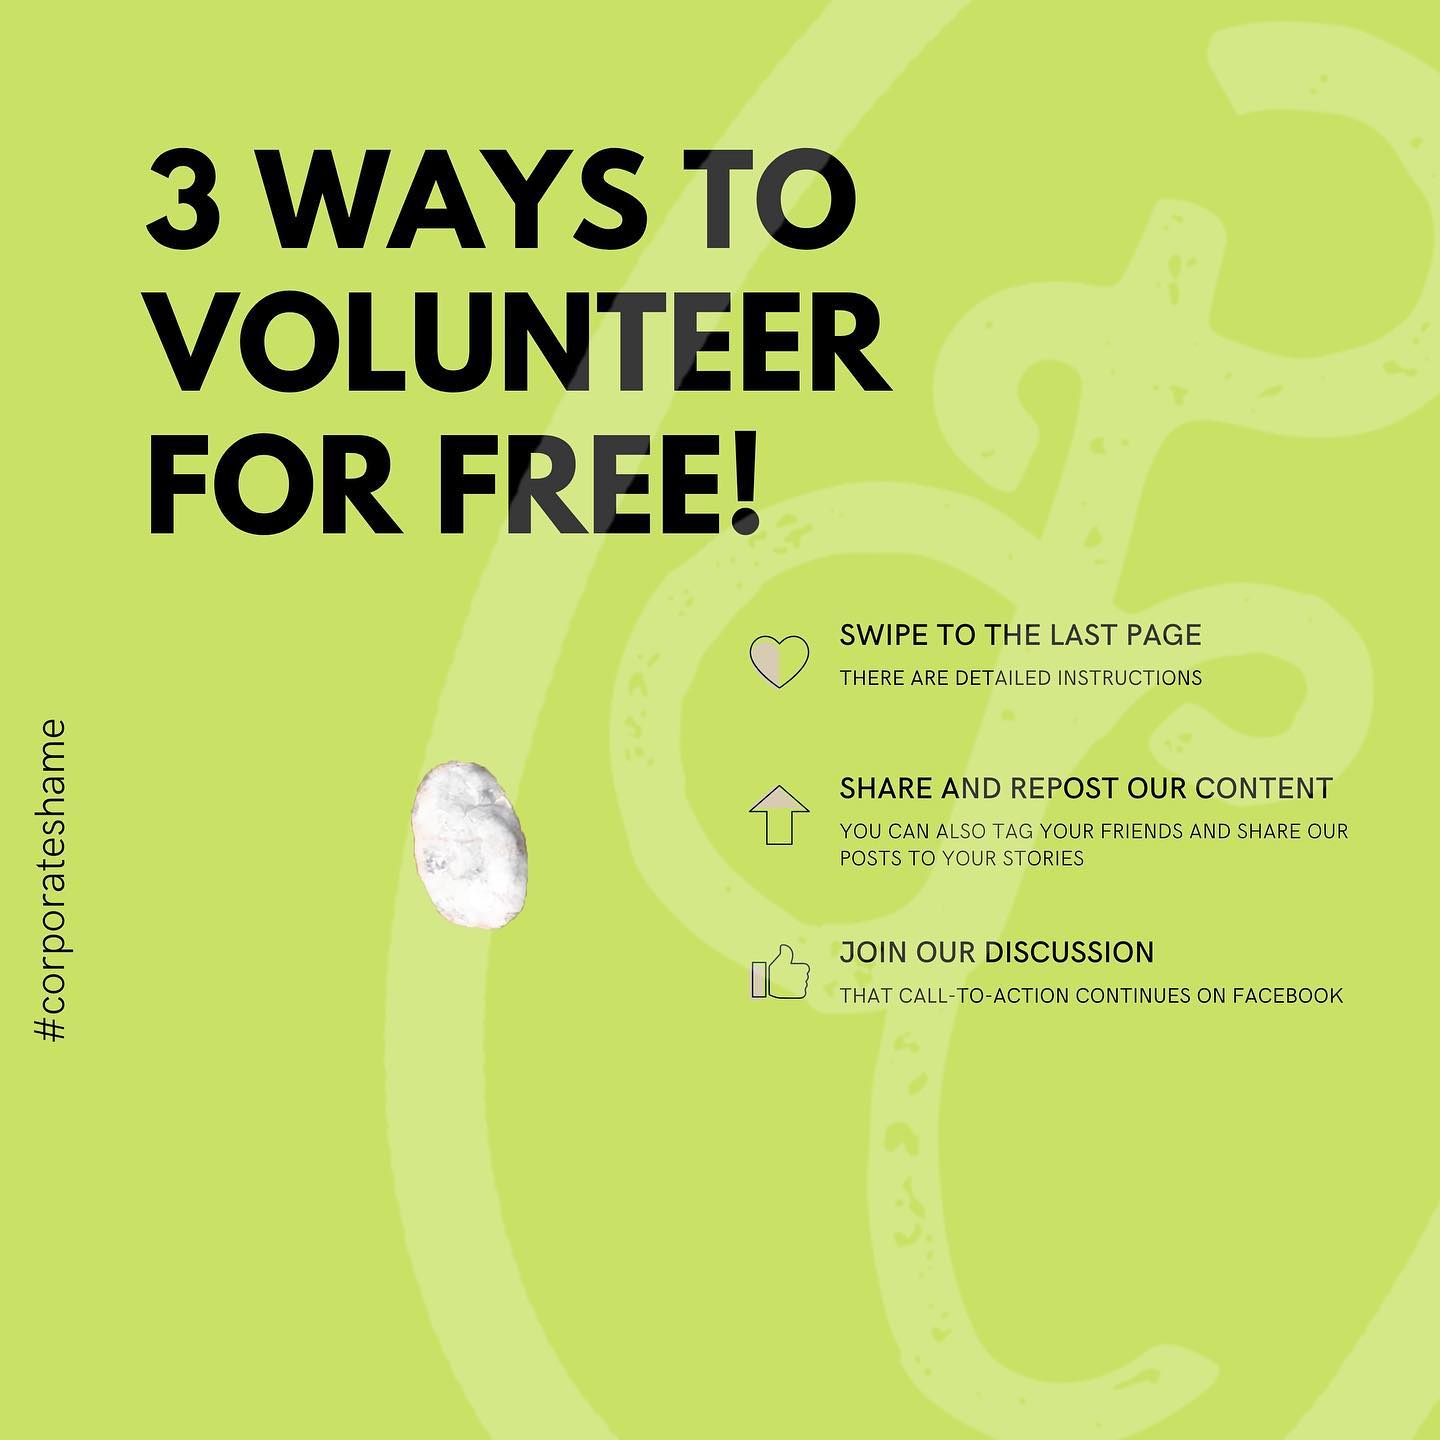 3 WAYS TO
VOLUNTEER
FOR FREE!
SWIPE TO THE LAST PAGE
THERE ARE DETAILED INSTRUCTIONS
SHARE AND REPOST OUR CONTENT
YOU CAN ALSO TAG YOUR FRIENDS AND SHARE OUR
POSTS TO YOUR STORIES
JOIN OUR DISCUSSION
THAT CALL-TO-ACTION CONTINUES ON FACEBOOK
#corporateshame